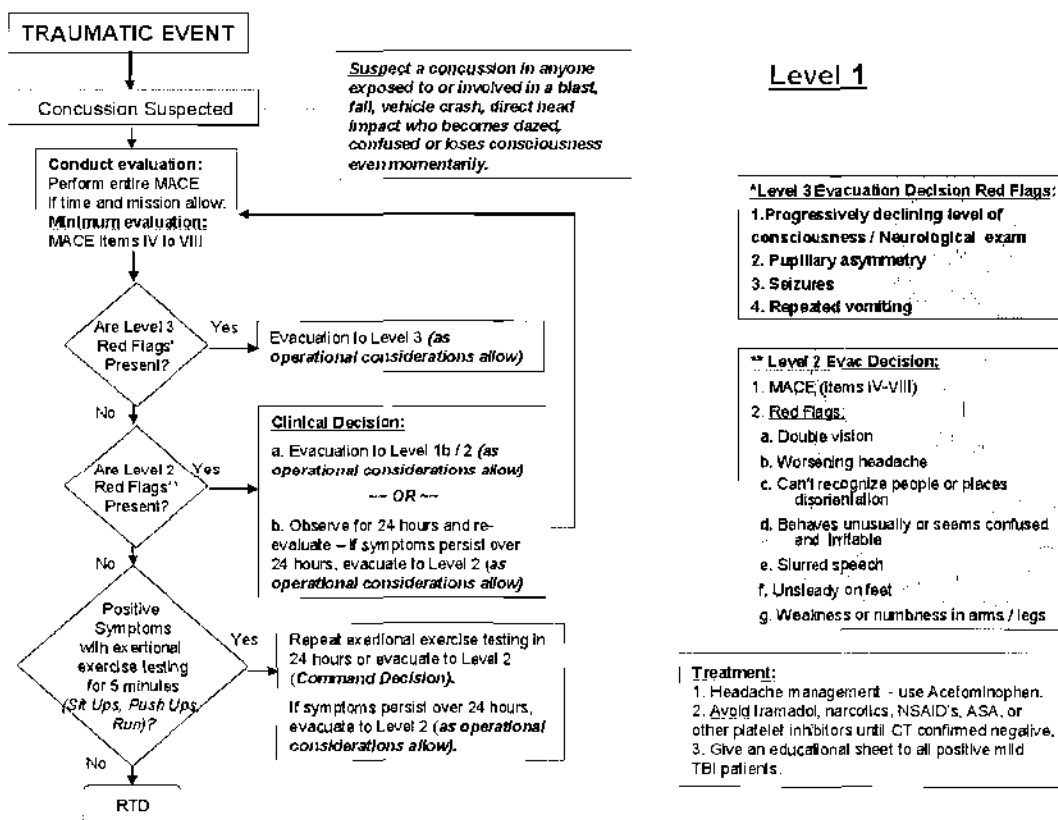 TRAUMATIC EVENT
Concussion Suspected
Suspect a concussion in anyone
exposed to or involved in a blast,
fall, vehicle crash, direct head
impact who becomes dazed,
confused or loses consciousness
even momentarily.
Level 1
Conduct evaluation:
Perform entire MACE
If time and mission allow.
Minimum evaluation:
MACE Items IV to VIII
Are Level 3
Red Flags*
Present?
Yes
No
Evacuation to Level 3 (as
operational considerations allow)
Are Level 2
Red Flags**
Present?
Yes
No
Clinical Decision:
a. Evacuation to Level 1b / 2 (as
operational considerations allow)
~~ OR ~~
b. Observe for 24 hours and re-
evaluate – If symptoms persist over
24 hours, evacuate to Level 2 (as
operational considerations allow)
Positive
Symptoms
with exertional
exercise testing
for 5 minutes
(Sit Ups, Push Ups,
Run)?
Yes
No
Repeat exertional exercise testing in
24 hours or evacuate to Level 2
(Command Decision).
If symptoms persist over 24 hours,
evacuate to Level 2 (as operational
considerations allow).
RTD
*Level 3 Evacuation Decision Red Flags:
1.Progressively declining level of
consciousness / Neurological exam
2. Pupillary asymmetry
3. Seizures
4. Repeated vomiting
** Level 2 Evac Decision:
1. MACE (Items IV-VIII)
2. Red Flags:
a. Double vision
b. Worsening headache
c. Can't recognize people or places
disorientation
d. Behaves unusually or seems confused
and Irritable
e. Slurred speech
f. Unsteady on feet
g. Weakness or numbness in arms / legs
Treatment:
1. Headache management - use Acetominophen.
2. Avoid tramadol, narcotics, NSAID's, ASA, or
other platelet inhibitors until CT confirmed negative.
3. Give an educational sheet to all positive mild
TBI patients.